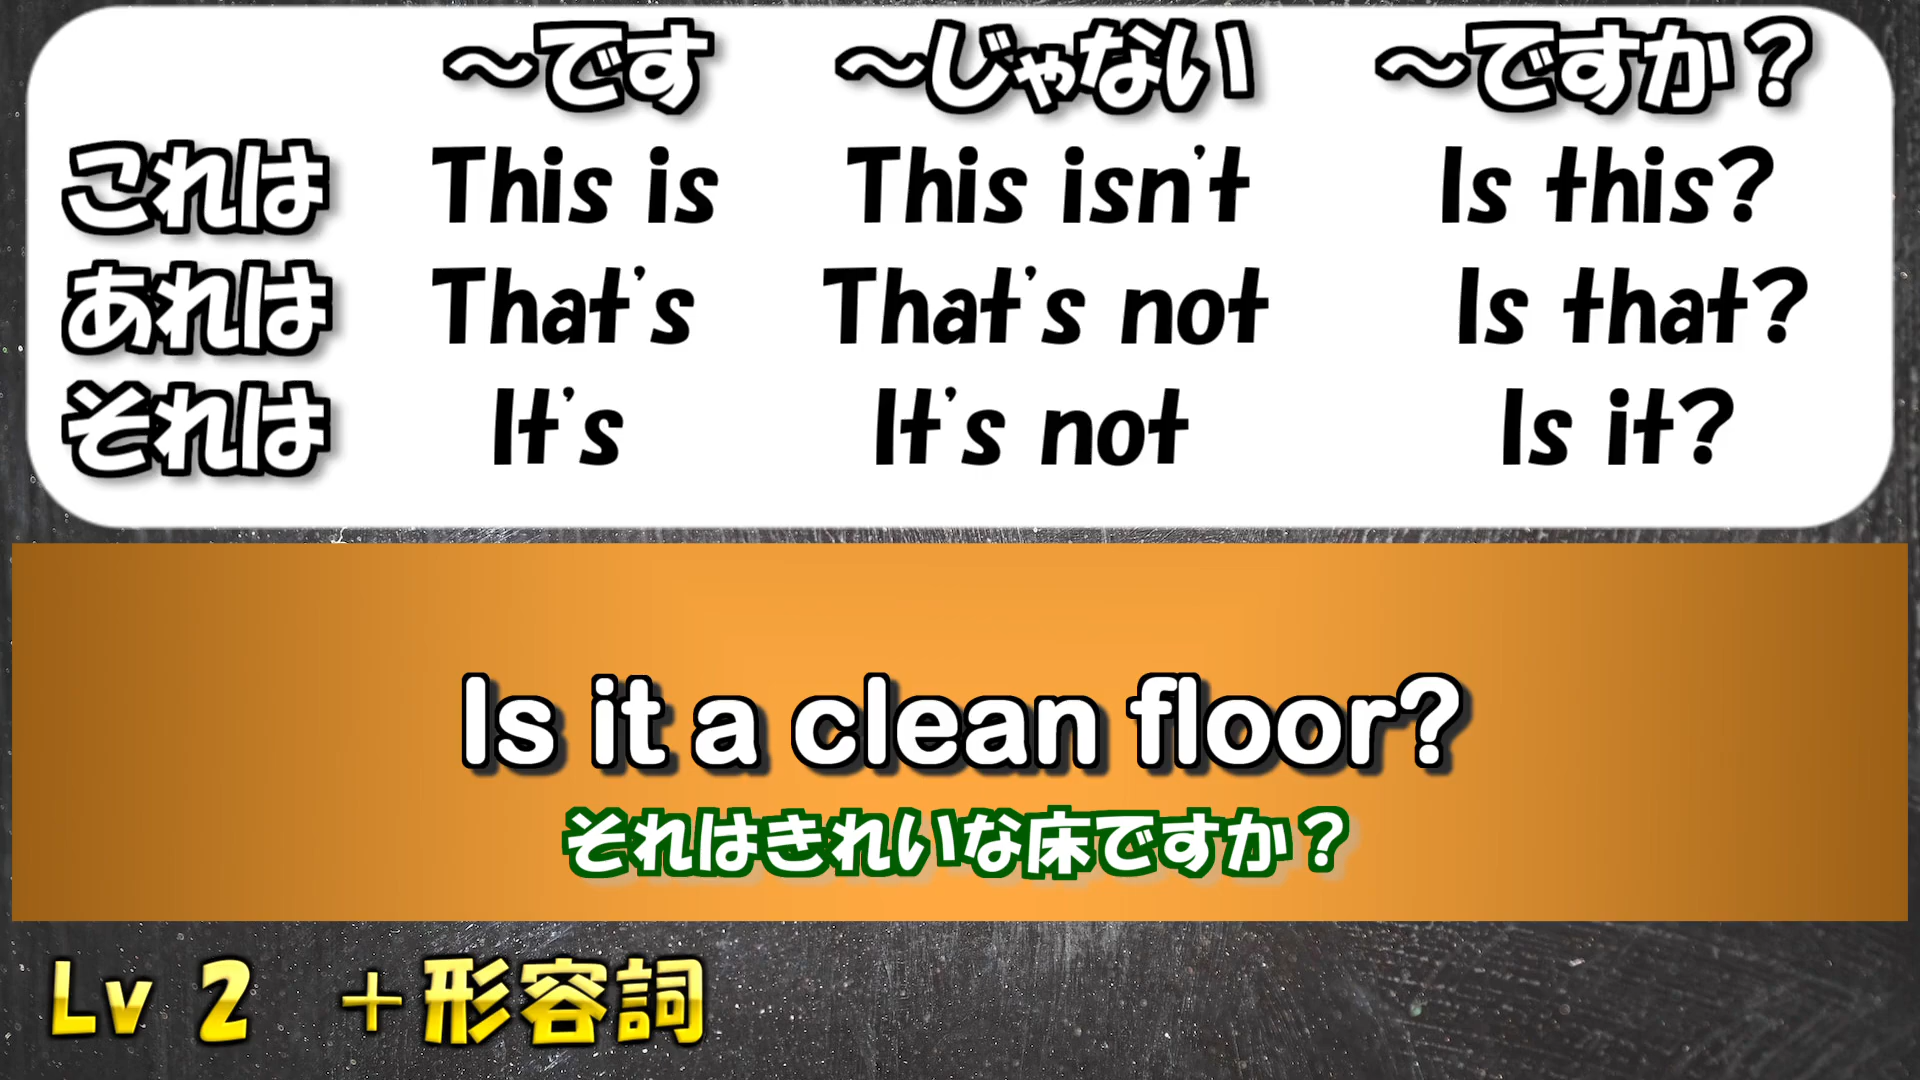 ～です ～じゃない ～ですか？
これは This is This isn't Is this?
あれは That's That's not Is that?
それは It's It's not Is it?
Is it a clean floor?
それはきれいな床ですか？
Lv 2 ＋形容詞